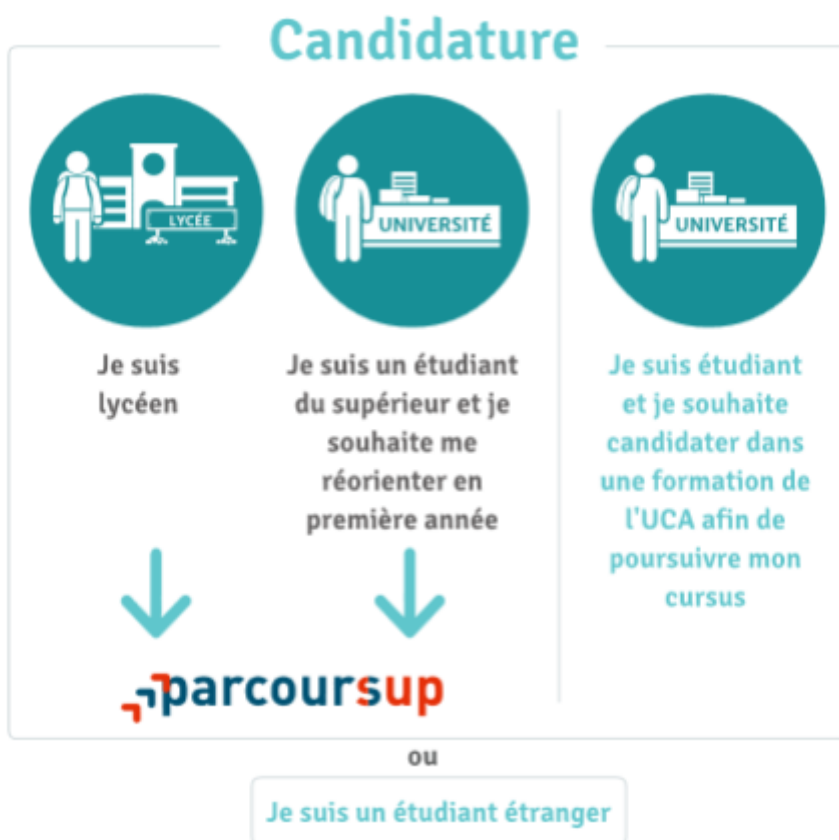 Candidature
LYCÉE
UNIVERSITÉ
UNIVERSITÉ
Je suis
lycéen
Je suis un étudiant
du supérieur et je
souhaite me
réorienter en
première année
Je suis étudiant
et je souhaite
candidater dans
une formation de
l'UCA afin de
poursuivre mon
cursus
parcoursup
ou
Je suis un étudiant étranger